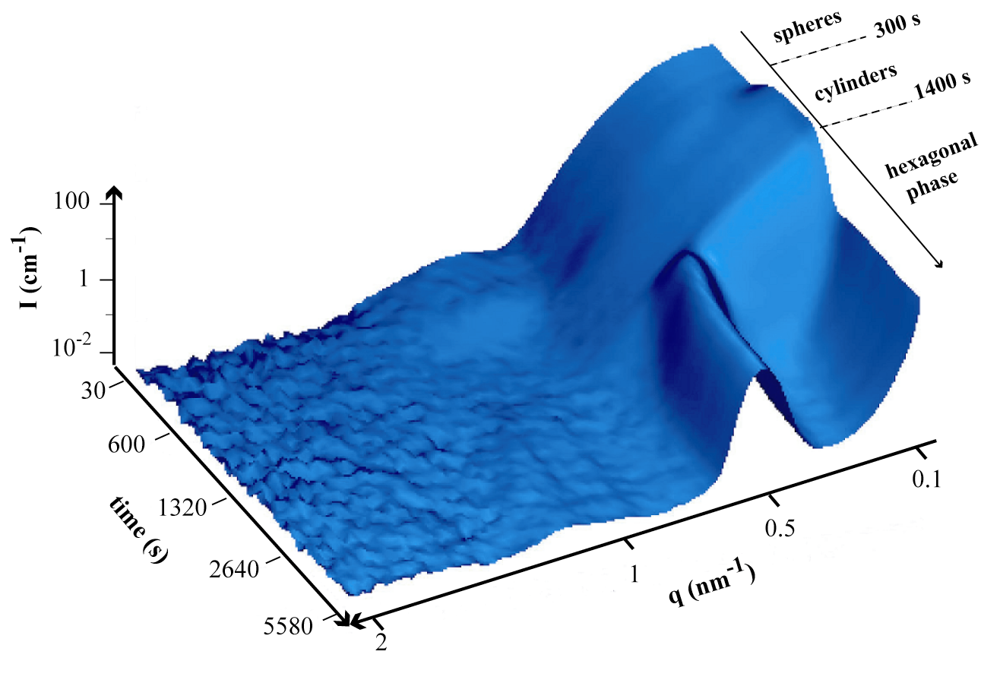 spheres
300 s
cylinders
1400 s
hexagonal
phase
100
1
10⁻²
I (cm⁻¹)
30
600
1320
2640
5580
time (s)
0.1
0.5
1
2
q (nm⁻¹)